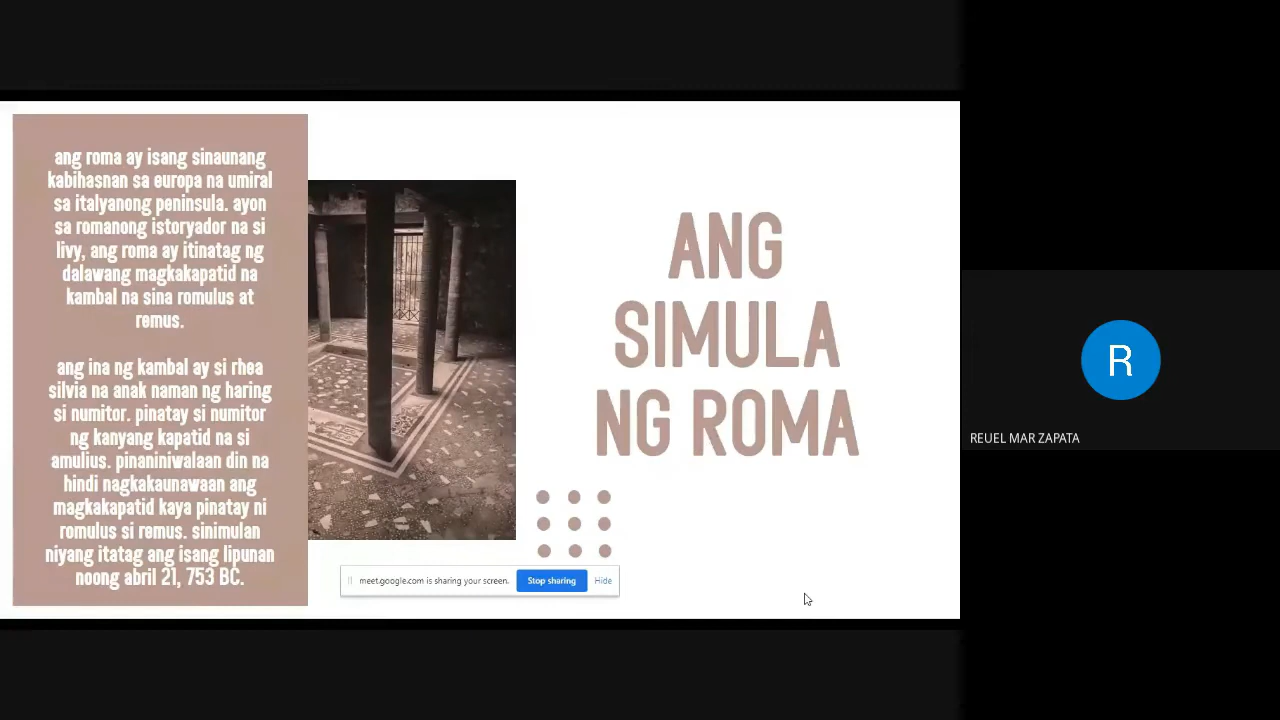 ang roma ay isang sinaunang
kabihasnan sa europa na umiral
sa italyanong peninsula. ayon
sa romanong istoryador na si
livy, ang roma ay itinatag ng
dalawang magkakapatid na
kambal na sina romulus at
remus.
ang ina ng kambal ay si rhea
silvia na anak naman ng haring
si numitor. pinatay si numitor
ng kanyang kapatid na si
amulius. pinaniniwalaan din na
hindi nagkakaunawaan ang
magkakapatid kaya pinatay ni
romulus si remus. sinimulan
niyang itatag ang isang lipunan
noong abril 21, 753 BC.
ANG
SIMULA
NG ROMA
meet.google.com is sharing your screen.
Stop sharing
Hide
R
REUEL MAR ZAPATA